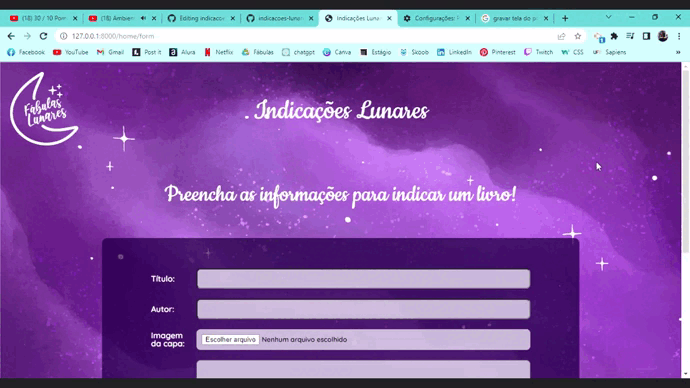 (18) 30 / 10 Pom
(18) Ambien
Editing indicacoe
indicacoes-lunar
Indicações Luna
Configurações: I
gravar tela do p
127.0.0.1:8000/home/form
Facebook
YouTube
Gmail
Post it
Alura
Netflix
Fábulas
chatgpt
Canva
Estágio
Skoob
LinkedIn
Pinterest
Twitch
CSS
Sapiens
Fábulas
Lunares
. Indicações Lunares
Preencha as informações para indicar um livro!
Título:
Autor:
Imagem
da capa:
Escolher arquivo Nenhum arquivo escolhido